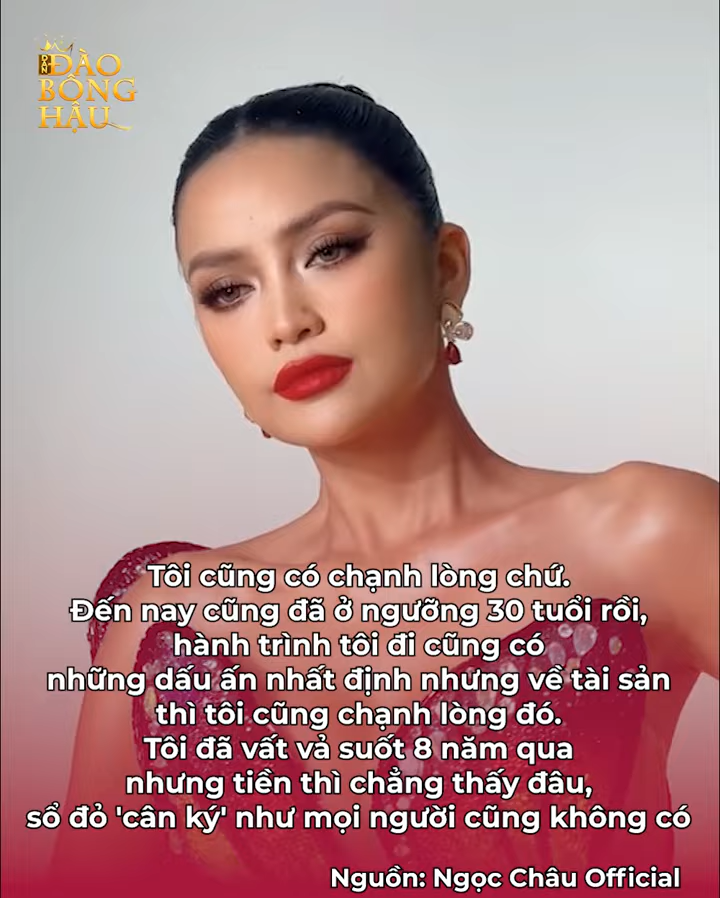 DÀN
ĐÀO
BÔNG
HẬU
Tôi cũng có chạnh lòng chứ.
Đến nay cũng đã ở ngưỡng 30 tuổi rồi,
hành trình tôi đi cũng có
những dấu ấn nhất định nhưng về tài sản
thì tôi cũng chạnh lòng đó.
Tôi đã vất vả suốt 8 năm qua
nhưng tiền thì chẳng thấy đâu,
sổ đỏ 'cân ký' như mọi người cũng không có
Nguồn: Ngọc Châu Official